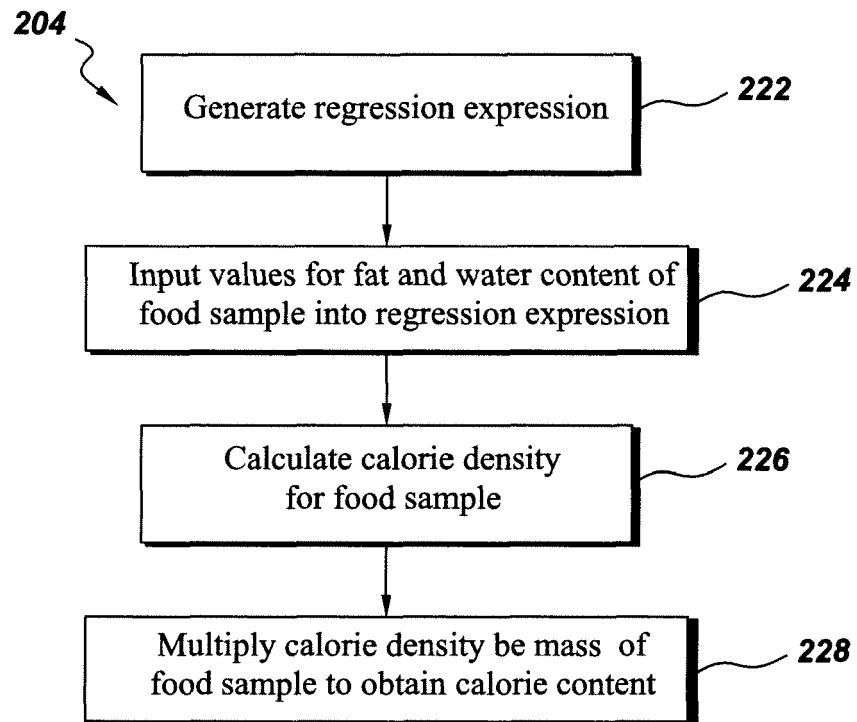 204
Generate regression expression
222
Input values for fat and water content of
food sample into regression expression
224
Calculate calorie density
for food sample
226
Multiply calorie density be mass of
food sample to obtain calorie content
228